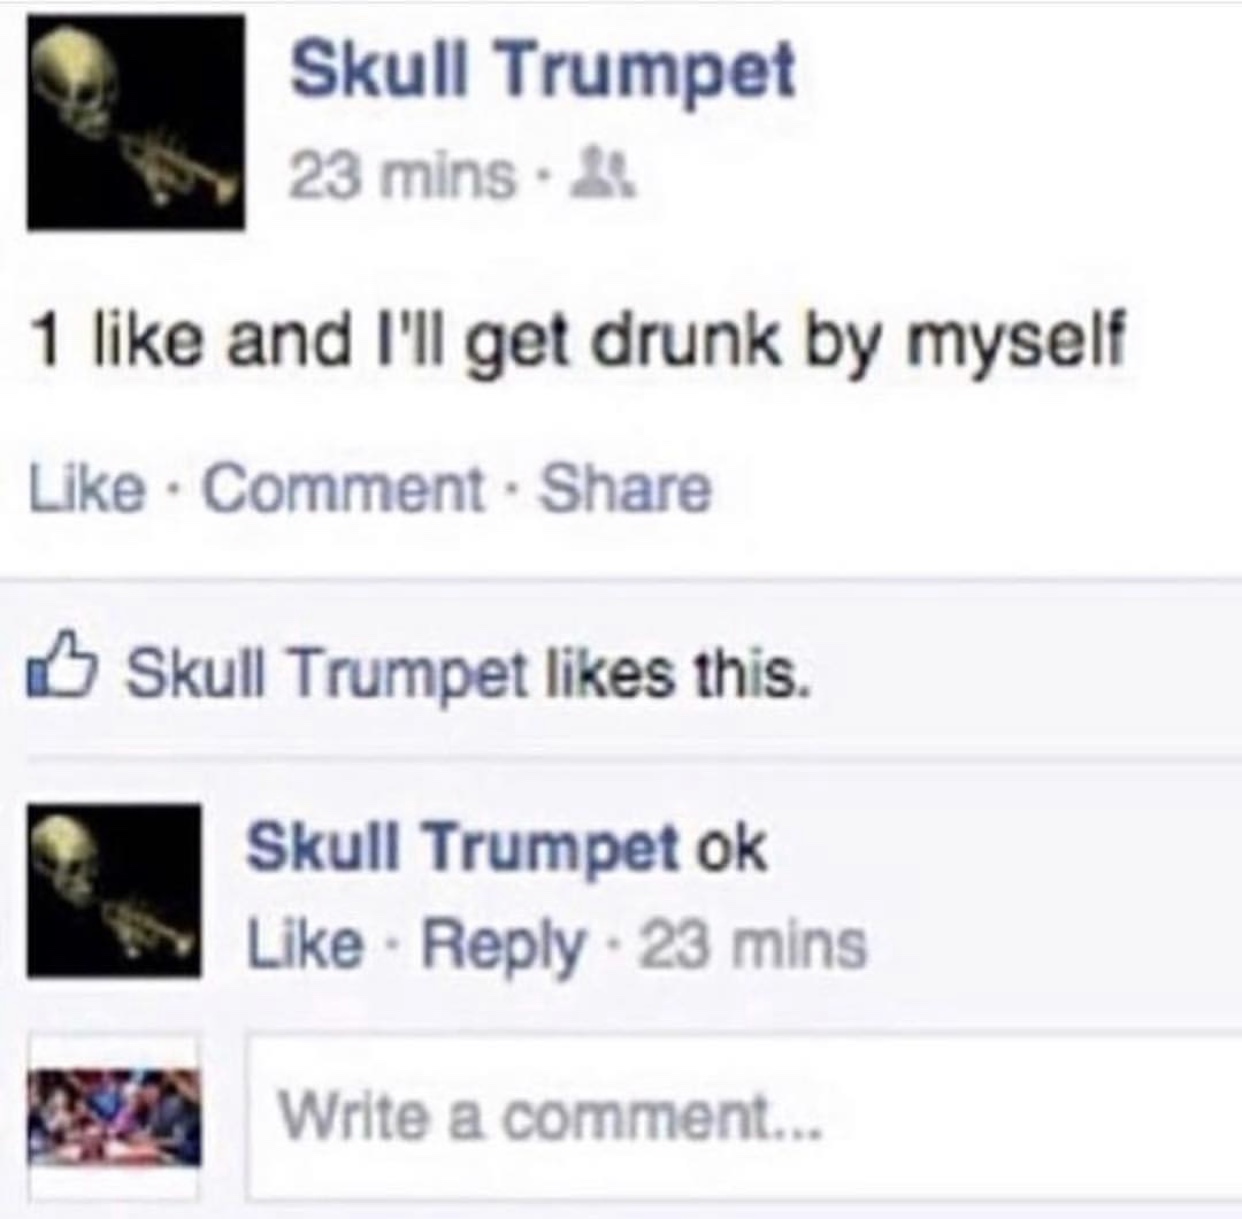 Skull Trumpet
23 mins ·
1 like and I'll get drunk by myself
Like · Comment · Share
Skull Trumpet likes this.
Skull Trumpet ok
Like · Reply · 23 mins
Write a comment...